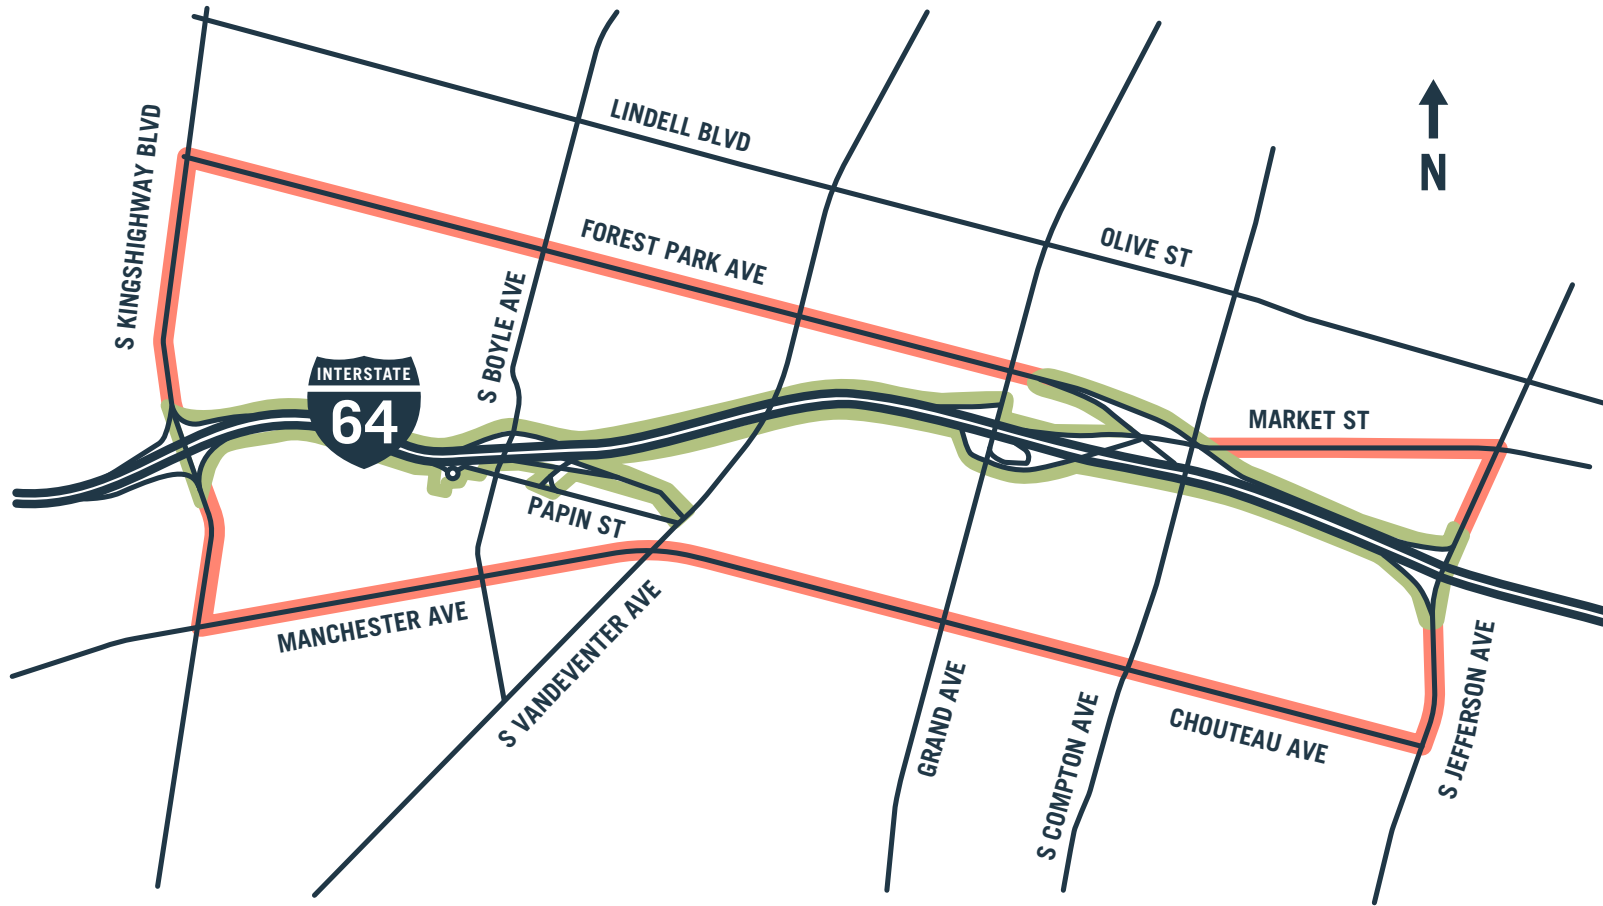 LINDELL BLVD
S KINGSHIGHWAY BLVD
N
FOREST PARK AVE
OLIVE ST
S BOYLE AVE
INTERSTATE
64
MARKET ST
PAPIN ST
MANCHESTER AVE
S VANDEVENTER AVE
GRAND AVE
S COMPTON AVE
CHOUTEAU AVE
S JEFFERSON AVE